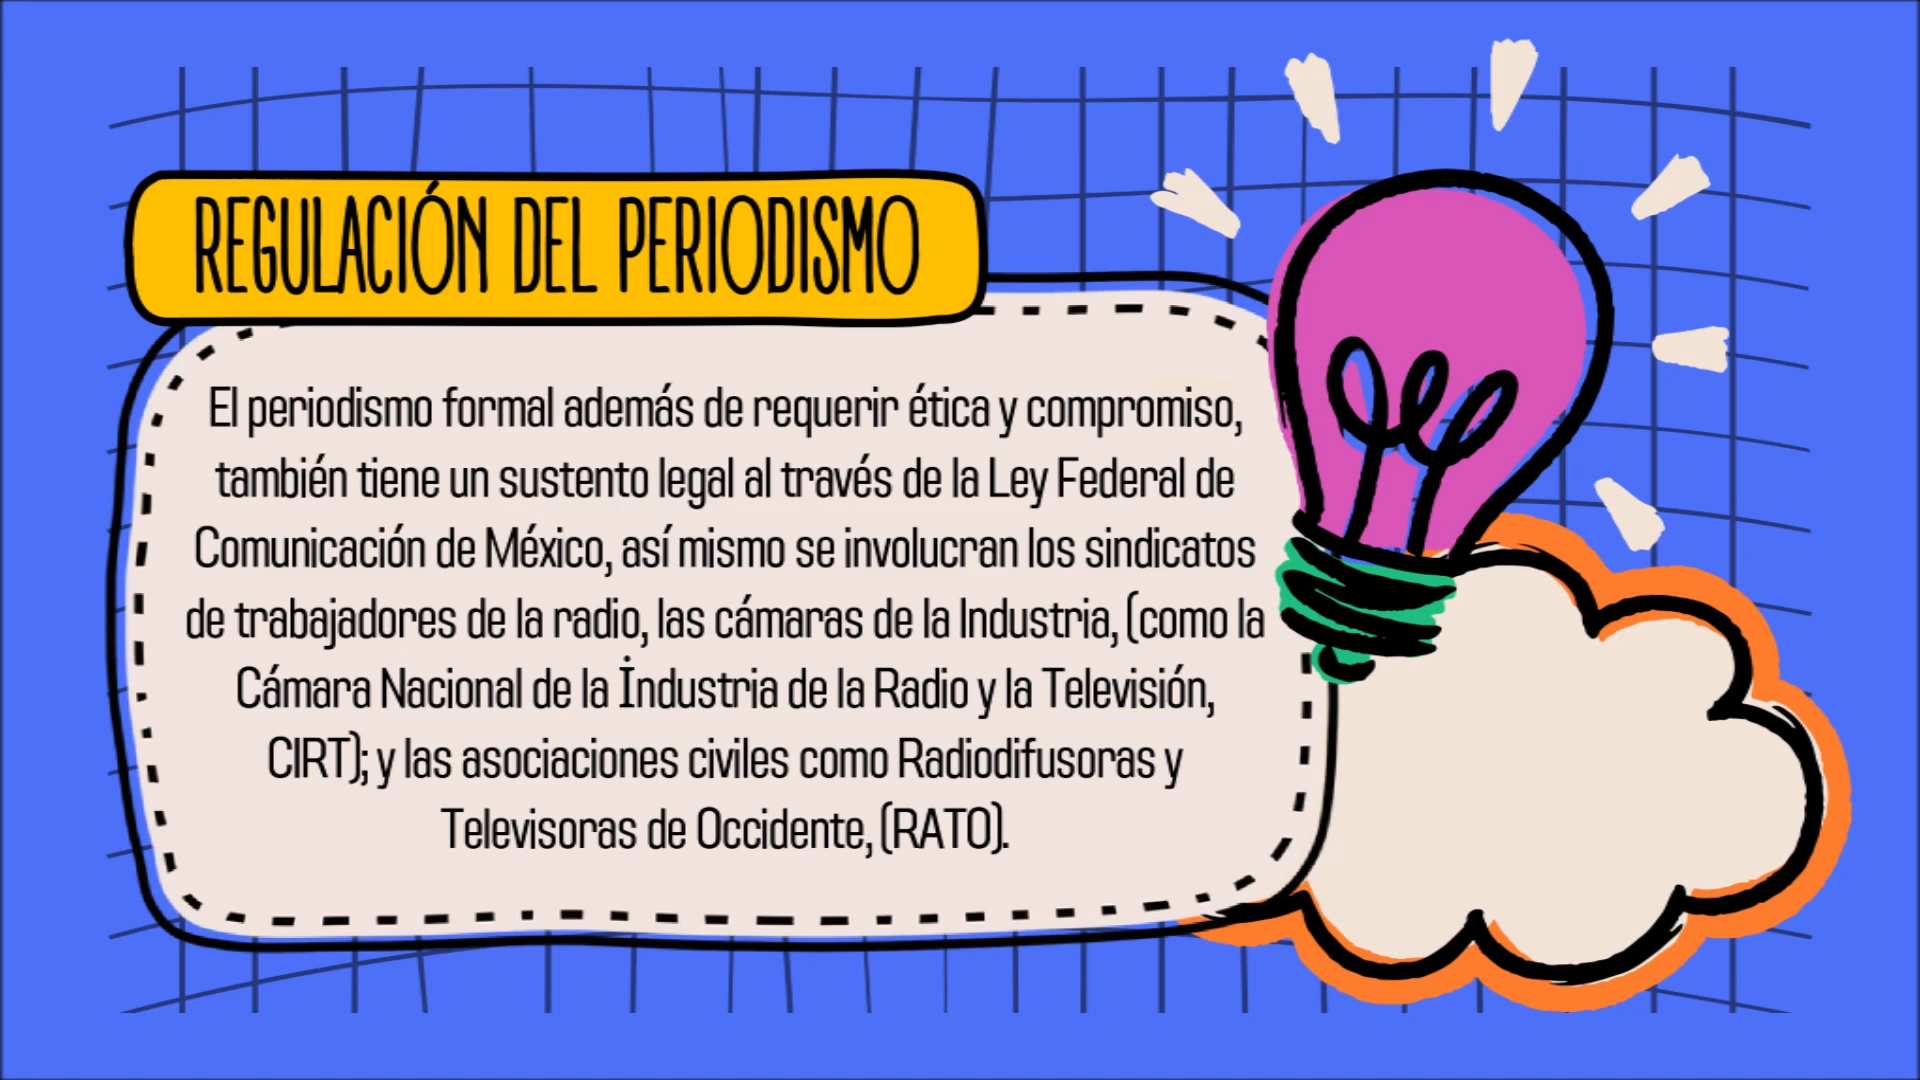 REGULACIÓN DEL PERIODISMO
El periodismo formal además de requerir ética y compromiso,
también tiene un sustento legal al través de la Ley Federal de
Comunicación de México, así mismo se involucran los sindicatos
de trabajadores de la radio, las cámaras de la Industria, (como la
Cámara Nacional de la İndustria de la Radio y la Televisión,
CIRT); y las asociaciones civiles como Radiodifusoras y
Televisoras de Occidente, (RATO).